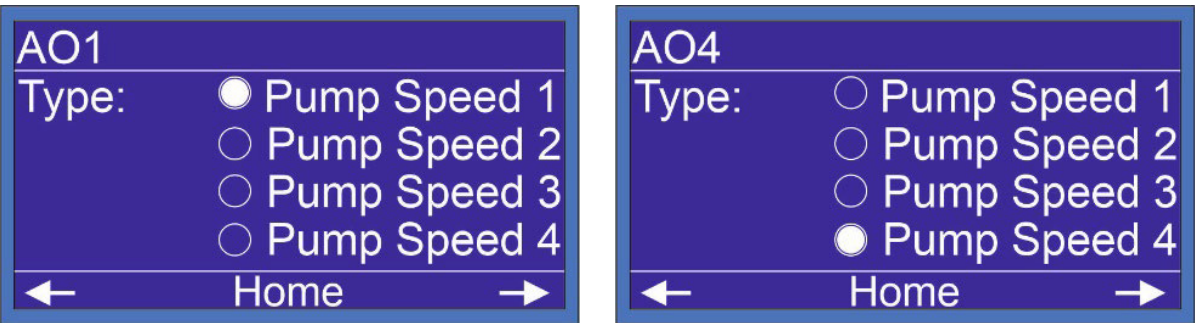 AO1
Type: Pump Speed 1
Pump Speed 2
Pump Speed 3
Pump Speed 4
Home
AO4
Type: Pump Speed 1
Pump Speed 2
Pump Speed 3
Pump Speed 4
Home